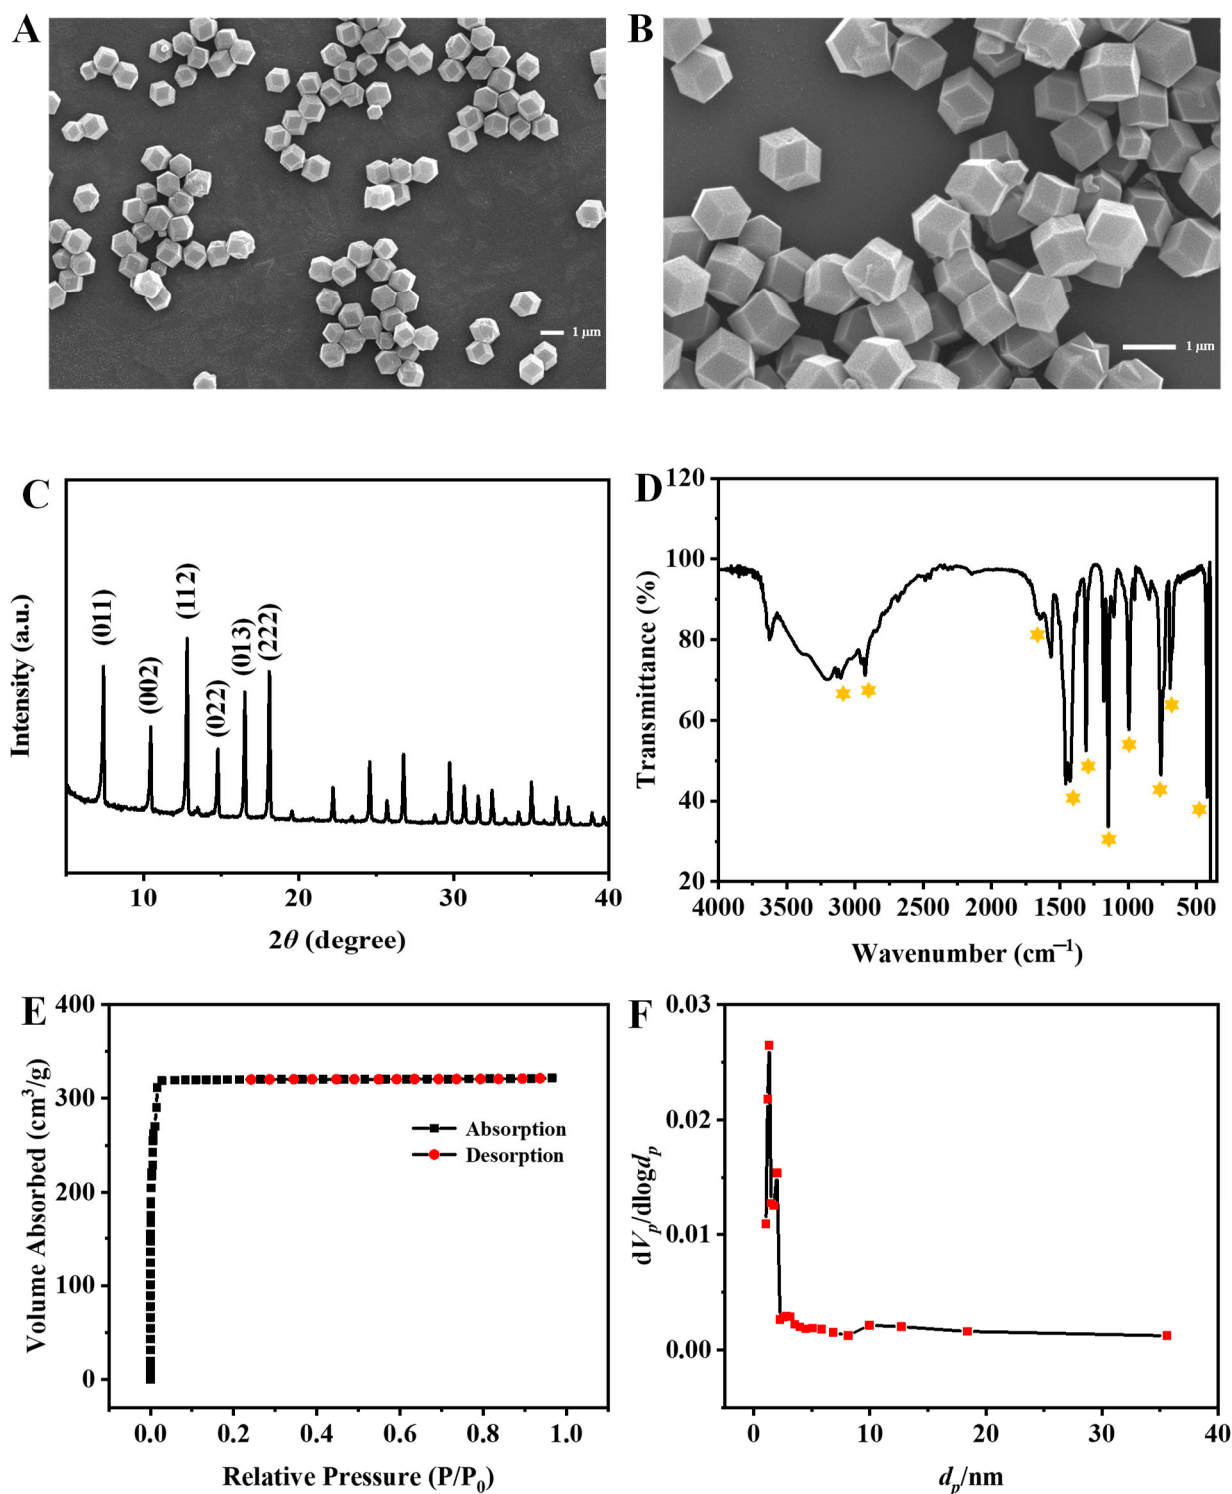 A
1 μm
B
1 μm
C
Intensity (a.u.)
(011)
(002)
(112)
(022)
(013)
(222)
10
20
30
40
2θ (degree)
D
Transmittance (%)
120
100
80
60
40
20
4000
3500
3000
2500
2000
1500
1000
500
Wavenumber (cm⁻¹)
E
Volume Absorbed (cm³/g)
400
300
200
100
0
Absorption
Desorption
0.0
0.2
0.4
0.6
0.8
1.0
Relative Pressure (P/P₀)
F
dVₚ/dlogdₚ
0.03
0.02
0.01
0.00
0
10
20
30
40
dₚ/nm